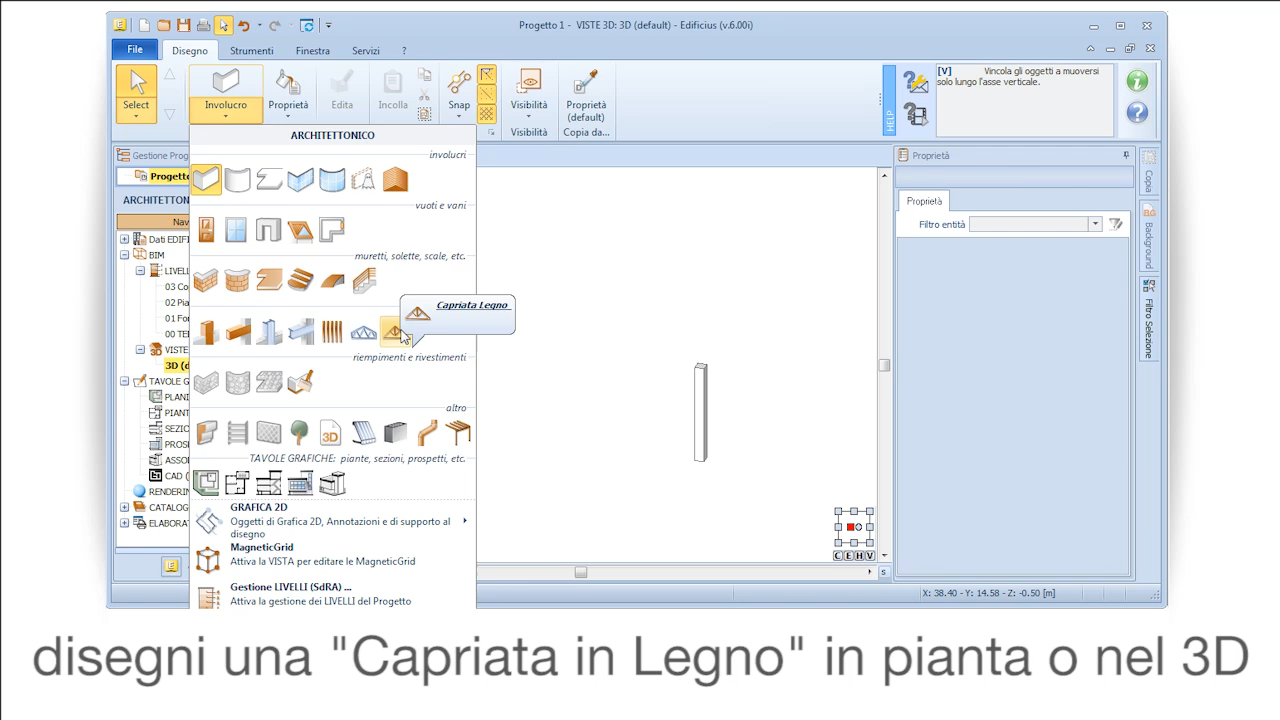 Progetto 1 - VISTE 3D: 3D (default) - Edificius (v.6.00i)
File
Disegno
Strumenti
Finestra
Servizi
?
Select
Involucro
Proprietà
Edita
Incolla
Snap
Visibilità
Proprietà
(default)
Visibilità
Copia da...
HELP
[V] Vincola gli oggetti a muoversi
solo lungo l'asse verticale.
ARCHITETTONICO
involucri
vuoti e vani
muretti, solette, scale, etc.
Capriata Legno
riempimenti e rivestimenti
altro
3D
TAVOLE GRAFICHE: piante, sezioni, prospetti, etc.
GRAFICA 2D
Oggetti di Grafica 2D, Annotazioni e di supporto al
disegno
MagneticGrid
Attiva la VISTA per editare le MagneticGrid
Gestione LIVELLI (SdRA) ...
Attiva la gestione dei LIVELLI del Progetto
Gestione Prog
Progetto
ARCHITETTON
Nav
Dati EDIFI
BIM
LIVELL
03 Co
02 Pia
01 For
00 TE
VISTE
3D (d
TAVOLE G
PLANI
PIANT
SEZIO
PROS
ASSO
CAD (
RENDERIN
CATALOG
ELABORA
Proprietà
Proprietà
Filtro entità
Copia
Background
Filtro Selezione
C E H V
s
X: 38.40 - Y: 14.58 - Z: -0.50 [m]
disegni una "Capriata in Legno" in pianta o nel 3D